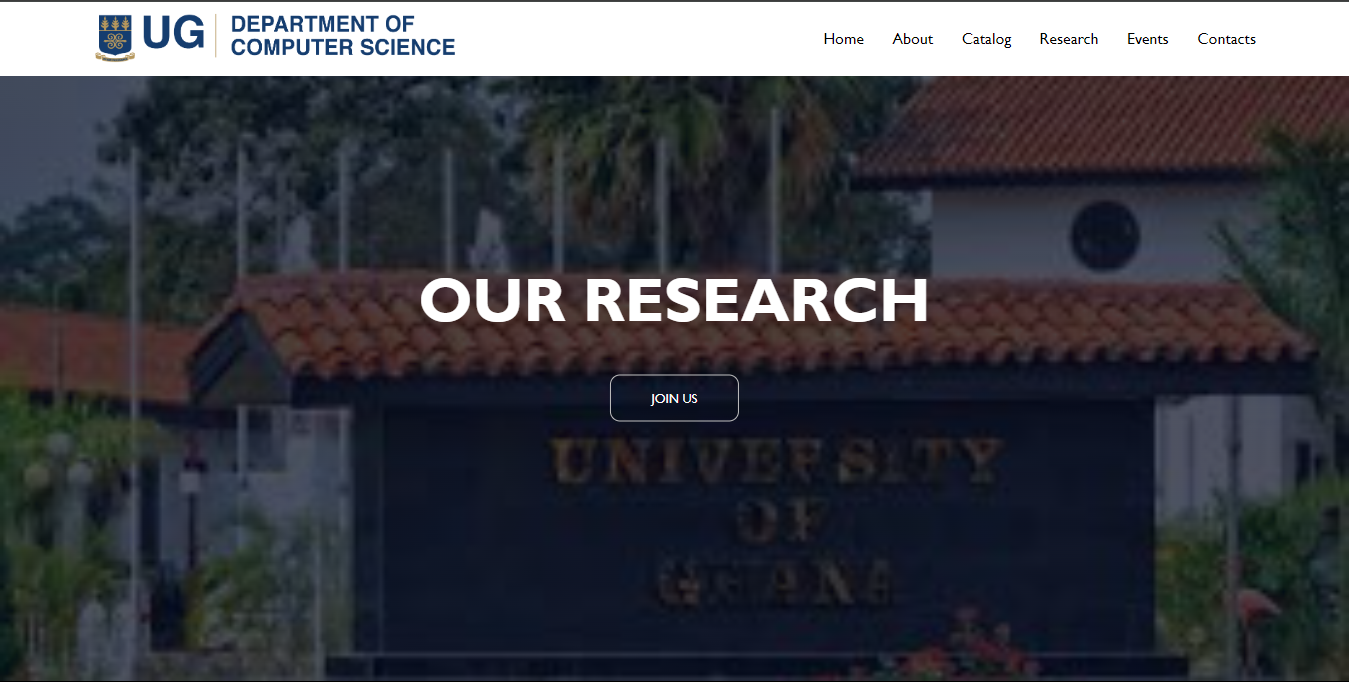 UG
DEPARTMENT OF
COMPUTER SCIENCE
Home About Catalog Research Events Contacts
OUR RESEARCH
JOIN US
UNIVERSITY
OF
GHANA